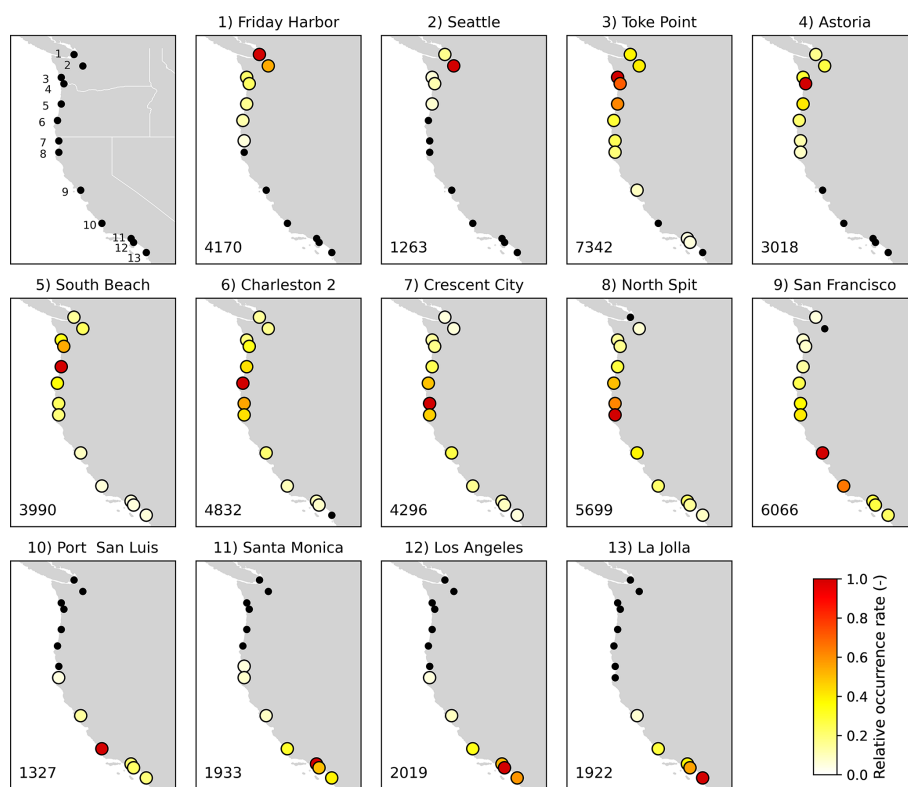 1) Friday Harbor
2) Seattle
3) Toke Point
4) Astoria
1
2
3
4
5
6
7
8
9
10
11
12
13
4170
1263
7342
3018
5) South Beach
6) Charleston 2
7) Crescent City
8) North Spit
9) San Francisco
3990
4832
4296
5699
6066
10) Port San Luis
11) Santa Monica
12) Los Angeles
13) La Jolla
1327
1933
2019
1922
1.0
0.8
0.6
0.4
0.2
0.0
Relative occurrence rate (-)